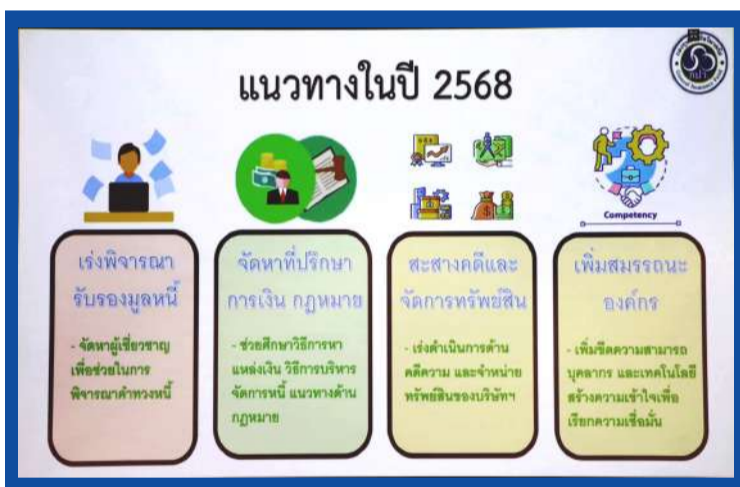 แนวทางในปี 2568
เร่งพิจารณา
รับรองมูลหนี้
- จัดหาผู้เชี่ยวชาญ
เพื่อช่วยในการ
พิจารณาคำทวงหนี้
จัดหาที่ปรึกษา
การเงิน กฎหมาย
- ช่วยศึกษาวิธีการหา
แหล่งเงิน วิธีการบริหาร
จัดการหนี้ แนวทางด้าน
กฎหมาย
สะสางคดีและ
จัดการทรัพย์สิน
- เร่งดำเนินการด้าน
คดีความ และจำหน่าย
ทรัพย์สินของบริษัทฯ
Competency
เพิ่มสมรรถนะ
องค์กร
- เพิ่มขีดความสามารถ
บุคลากร และเทคโนโลยี
สร้างความเข้าใจเพื่อ
เรียกความเชื่อมั่น